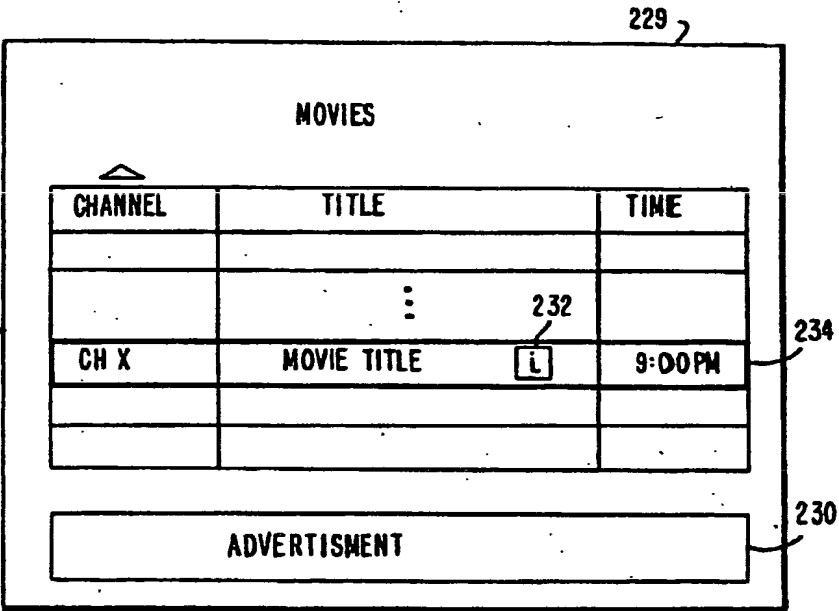 229
MOVIES
CHANNEL TITLE TIME
232
234
CH X MOVIE TITLE i 9:00PM
230
ADVERTISMENT